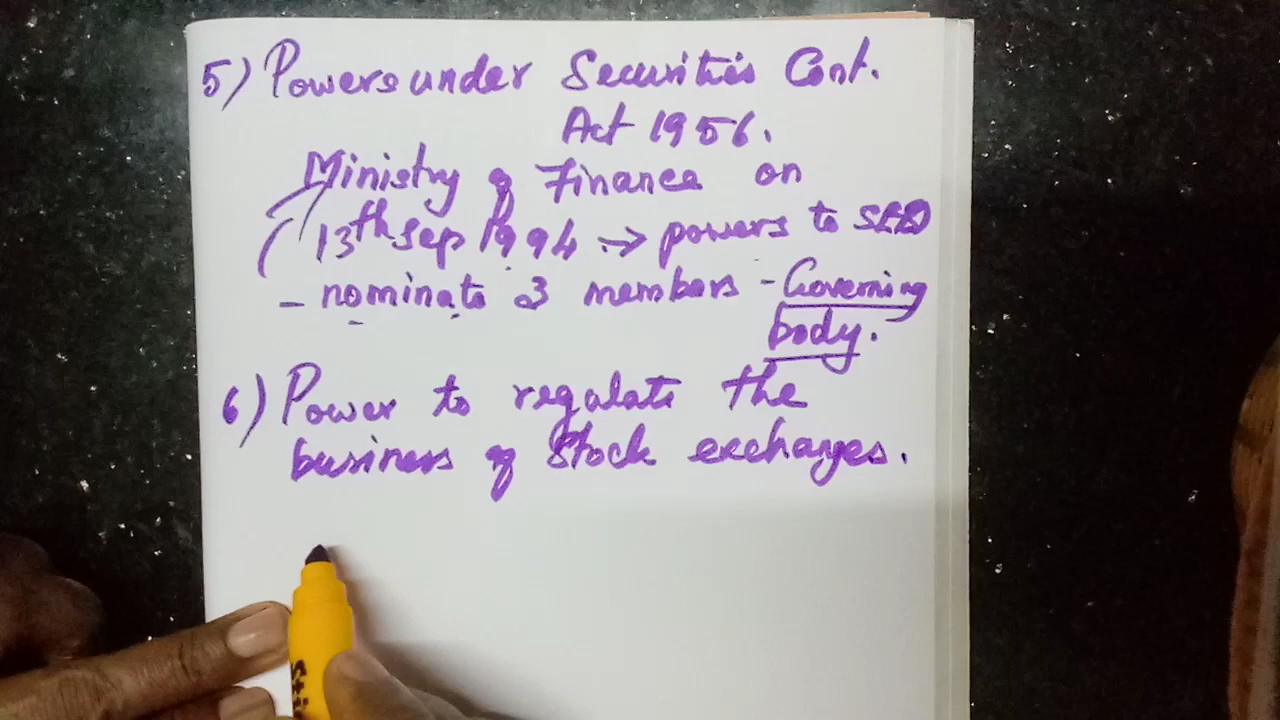 5) Powers under Securities Cont.
Act 1956.
Ministry of Finance on
13th Sep 1994 -> powers to
- nominate 3 members - Governing
body.
6) Power to regulate the
business of Stock exchanges.